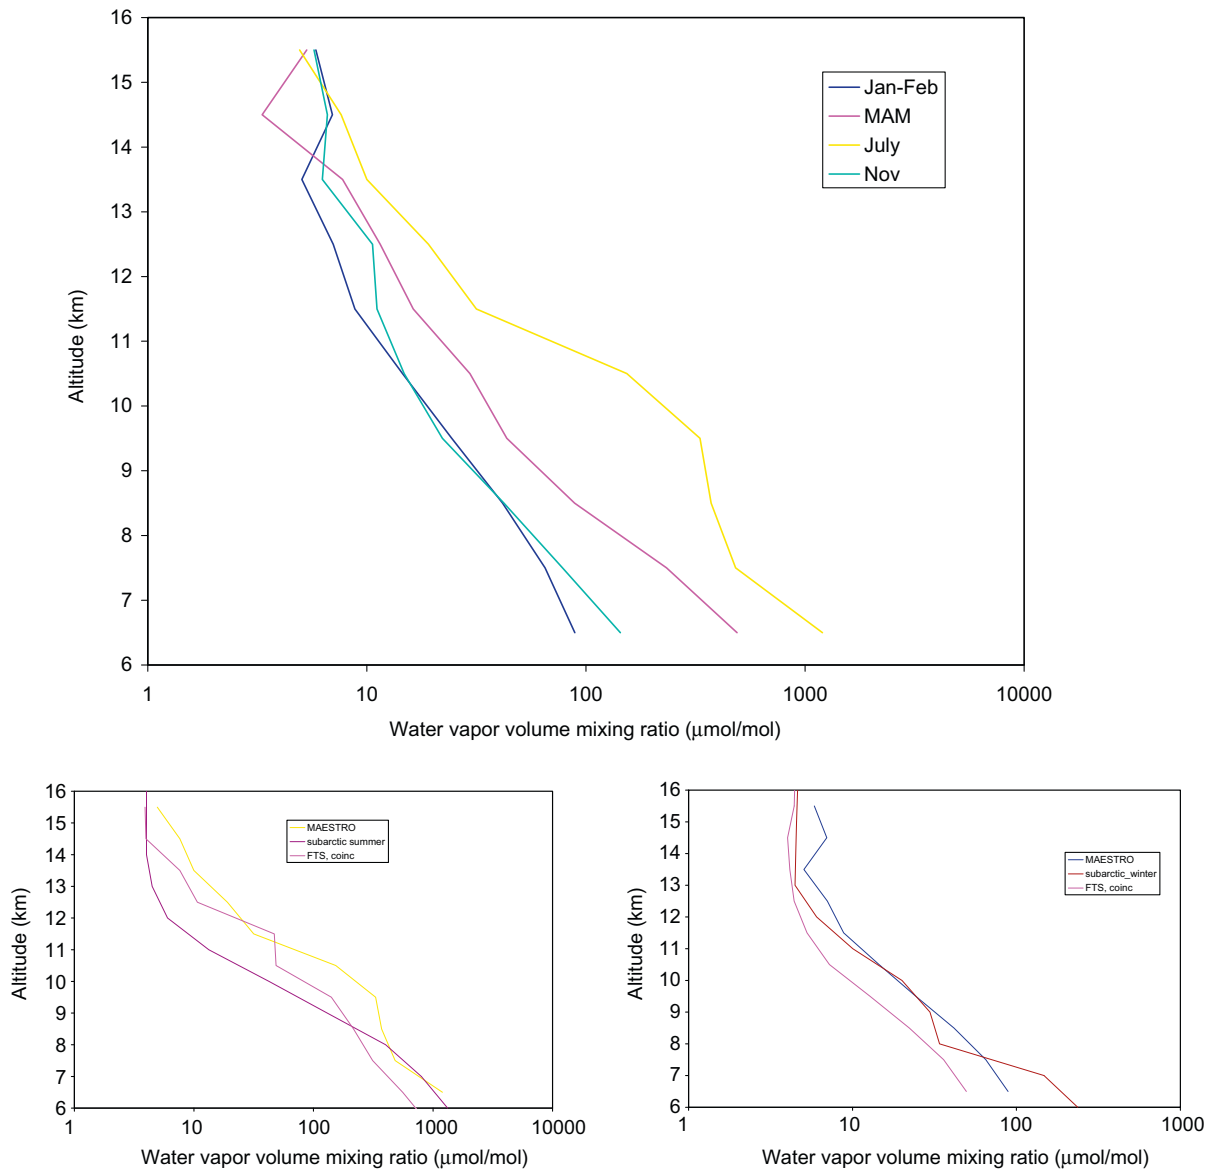 16
15
14
13
12
11
10
9
8
7
6
Altitude (km)
Jan-Feb
MAM
July
Nov
1
10
100
1000
10000
Water vapor volume mixing ratio (μmol/mol)
16
15
14
13
12
11
10
9
8
7
6
Altitude (km)
MAESTRO
subarctic summer
FTS, coinc
1
10
100
1000
10000
Water vapor volume mixing ratio (μmol/mol)
16
15
14
13
12
11
10
9
8
7
6
Altitude (km)
MAESTRO
subarctic_winter
FTS, coinc
1
10
100
1000
Water vapor volume mixing ratio (μmol/mol)